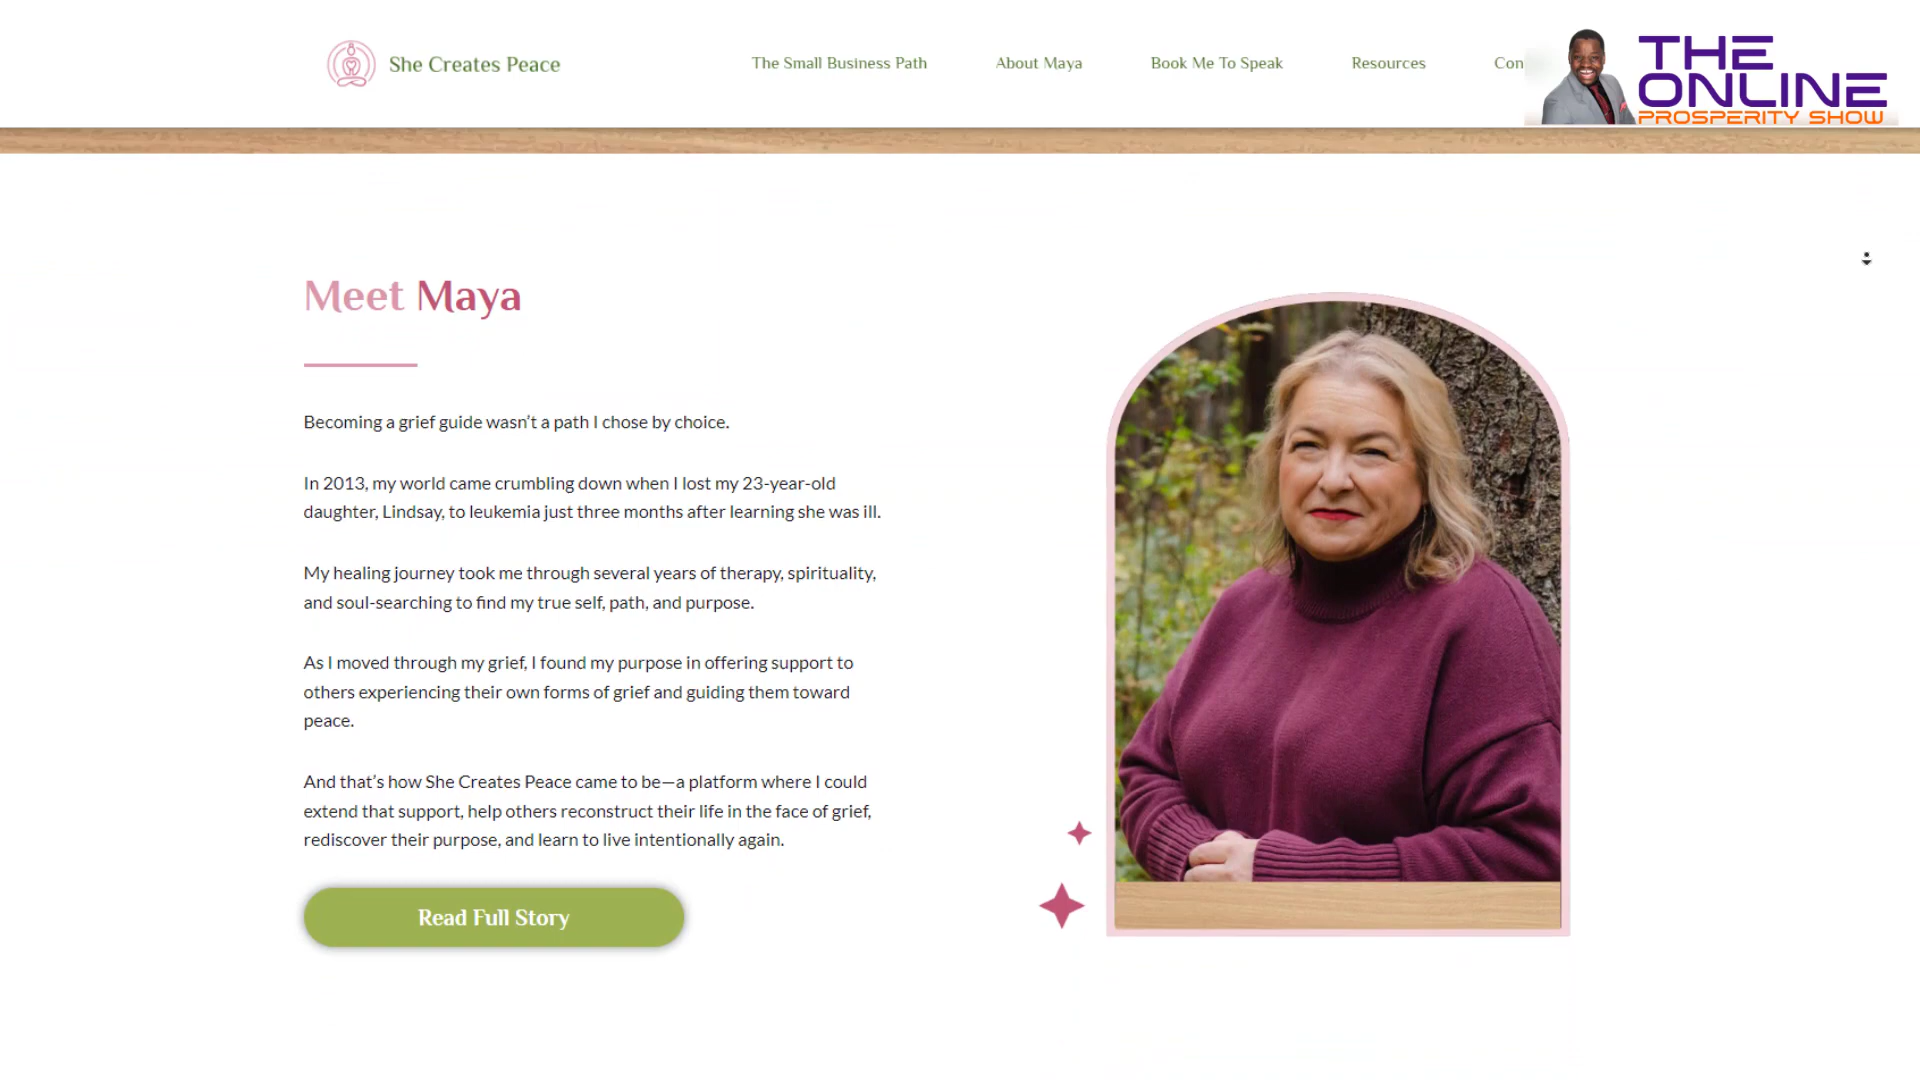 She Creates Peace
The Small Business Path
About Maya
Book Me To Speak
Resources
Con
THE
ONLINE
PROSPERITY SHOW
Meet Maya
Becoming a grief guide wasn’t a path I chose by choice.
In 2013, my world came crumbling down when I lost my 23-year-old
daughter, Lindsay, to leukemia just three months after learning she was ill.
My healing journey took me through several years of therapy, spirituality,
and soul-searching to find my true self, path, and purpose.
As I moved through my grief, I found my purpose in offering support to
others experiencing their own forms of grief and guiding them toward
peace.
And that’s how She Creates Peace came to be—a platform where I could
extend that support, help others reconstruct their life in the face of grief,
rediscover their purpose, and learn to live intentionally again.
Read Full Story